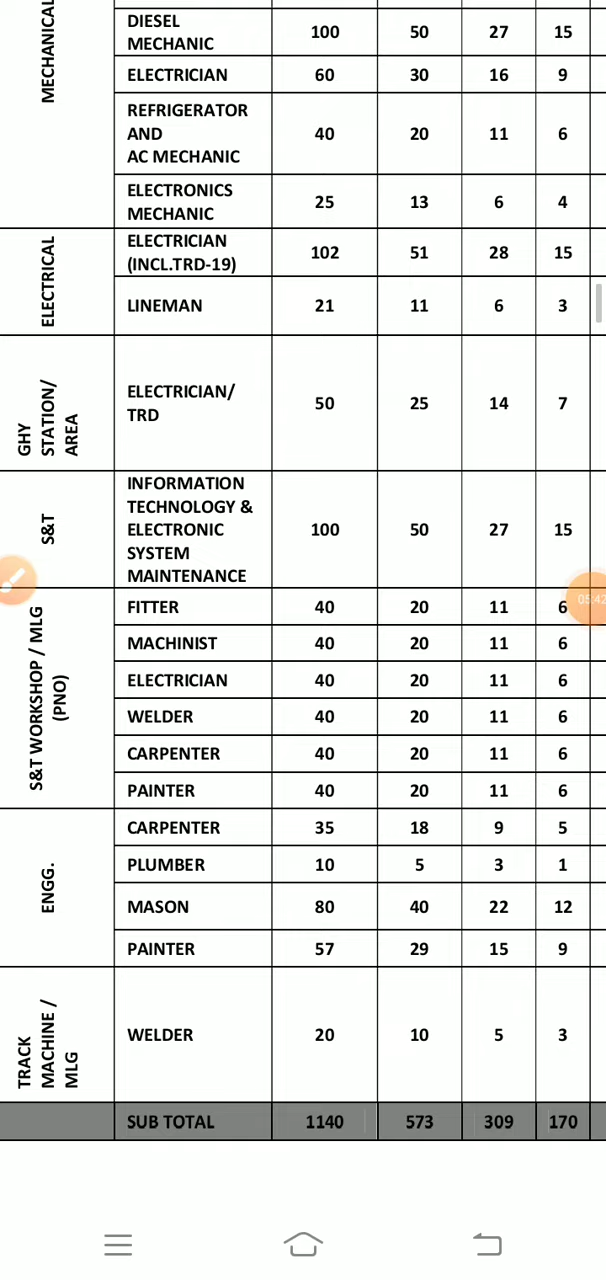 MECHANICAL
DIESEL
MECHANIC
100 50 27 15
ELECTRICIAN 60 30 16 9
REFRIGERATOR
AND
AC MECHANIC
40 20 11 6
ELECTRONICS
MECHANIC
25 13 6 4
ELECTRICAL
ELECTRICIAN
(INCL.TRD-19)
102 51 28 15
LINEMAN 21 11 6 3
GHY
STATION/
AREA
ELECTRICIAN/
TRD
50 25 14 7
S&T
INFORMATION
TECHNOLOGY &
ELECTRONIC
SYSTEM
MAINTENANCE
100 50 27 15
S&T WORKSHOP / MLG
(PNO)
FITTER 40 20 11 6
05:42
MACHINIST 40 20 11 6
ELECTRICIAN 40 20 11 6
WELDER 40 20 11 6
CARPENTER 40 20 11 6
PAINTER 40 20 11 6
ENGG.
CARPENTER 35 18 9 5
PLUMBER 10 5 3 1
MASON 80 40 22 12
PAINTER 57 29 15 9
TRACK
MACHINE /
MLG
WELDER 20 10 5 3
SUB TOTAL 1140 573 309 170